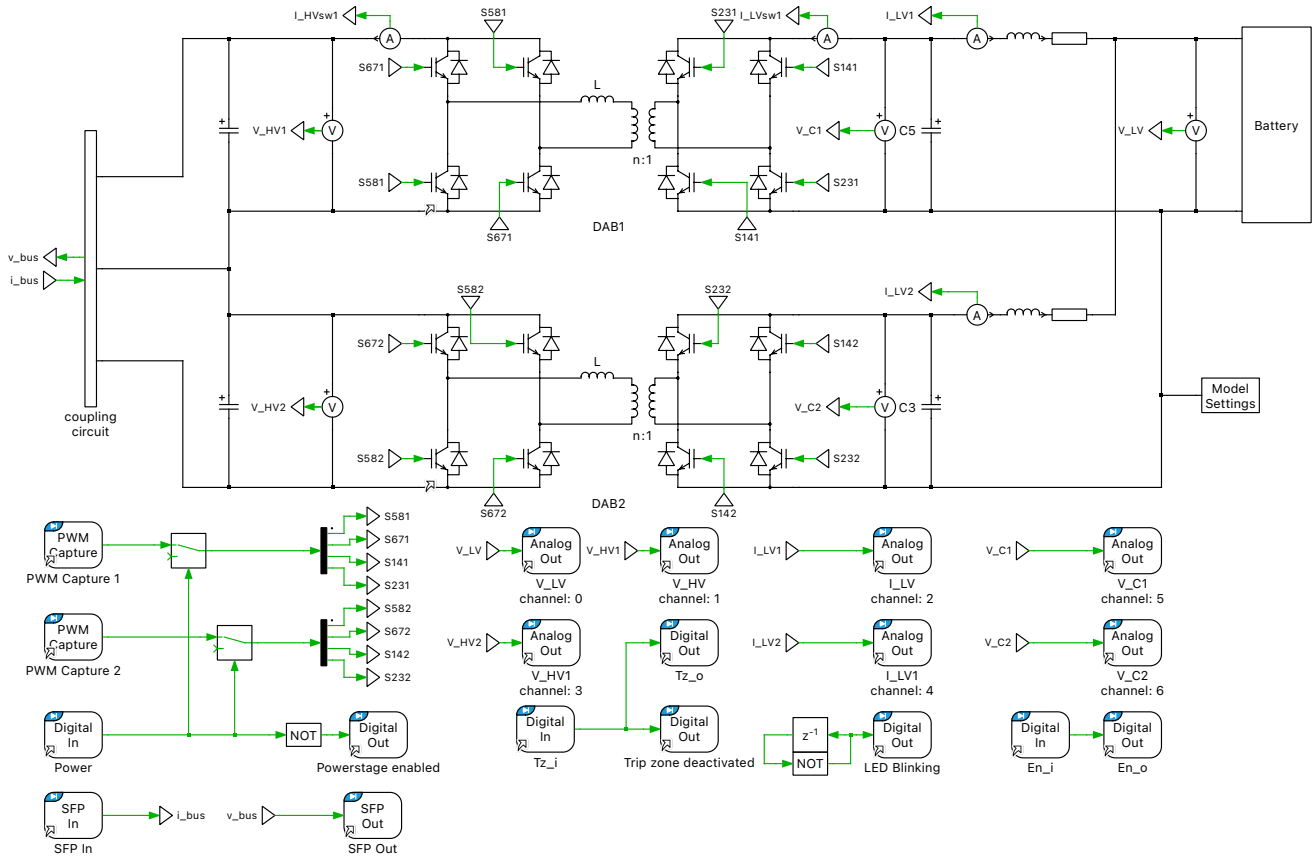 I_HVsw1
S581
S231
I_LVsw1
I_LV1
A
A
A
S671
S141
L
V_HV1
V
+
+
n:1
V_C1
V
C5
+
+
V_LV
V
+
Battery
S581
S231
S671
DAB1
S141
v_bus
i_bus
coupling
circuit
S582
S232
I_LV2
A
S672
S142
L
V_HV2
V
+
+
n:1
V_C2
V
C3
+
+
Model
Settings
S582
S232
S672
DAB2
S142
PWM
Capture
PWM Capture 1
S581
S671
S141
S231
V_LV
Analog
Out
V_LV
channel: 0
V_HV1
Analog
Out
V_HV
channel: 1
I_LV1
Analog
Out
I_LV
channel: 2
V_C1
Analog
Out
V_C1
channel: 5
PWM
Capture
PWM Capture 2
S582
S672
S142
S232
V_HV2
Analog
Out
V_HV1
channel: 3
Digital
Out
Tz_o
I_LV2
Analog
Out
I_LV1
channel: 4
V_C2
Analog
Out
V_C2
channel: 6
Digital
In
Power
NOT
Digital
Out
Powerstage enabled
Digital
In
Tz_i
Digital
Out
Trip zone deactivated
z-1
NOT
Digital
Out
LED Blinking
Digital
In
En_i
Digital
Out
En_o
SFP
In
SFP In
i_bus
v_bus
SFP
Out
SFP Out